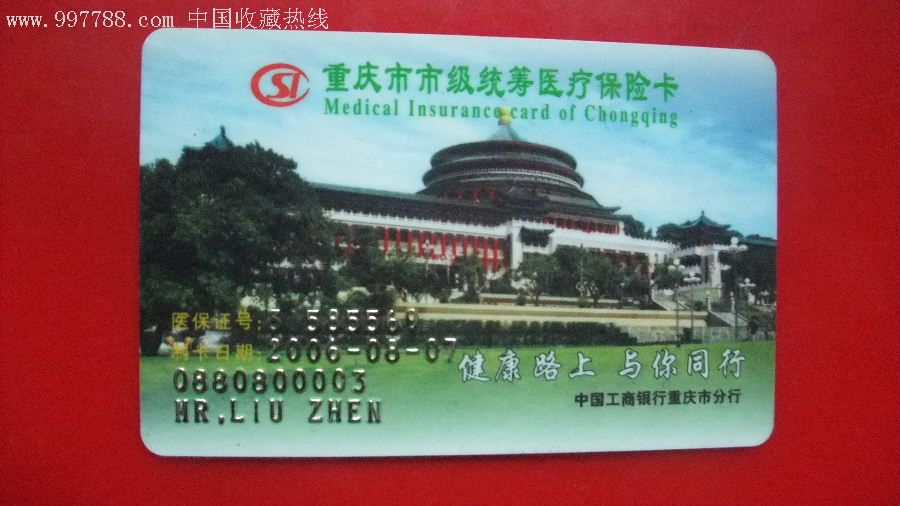 www.997788.com 中国收藏热线
SI 重庆市市级统筹医疗保险卡
Medical Insurance card of Chongqing
医保证号:
制卡日期: 2006-08-07
0880800003
MR.LIU ZHEN
健康路上 与你同行
中国工商银行重庆市分行